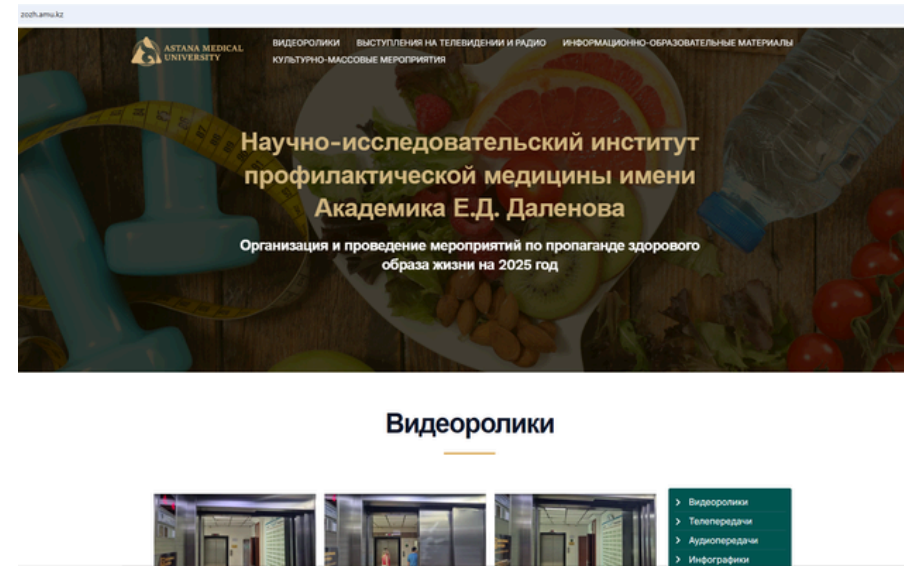 zozh.amu.kz
ASTANA MEDICAL
UNIVERSITY
ВИДЕОРОЛИКИ ВЫСТУПЛЕНИЯ НА ТЕЛЕВИДЕНИИ И РАДИО ИНФОРМАЦИОННО-ОБРАЗОВАТЕЛЬНЫЕ МАТЕРИАЛЫ
КУЛЬТУРНО-МАССОВЫЕ МЕРОПРИЯТИЯ
Научно-исследовательский институт
профилактической медицины имени
Академика Е.Д. Даленова
Организация и проведение мероприятий по пропаганде здорового
образа жизни на 2025 год
Видеоролики
Видеоролики
Телепередачи
Аудиопередачи
Инфографики